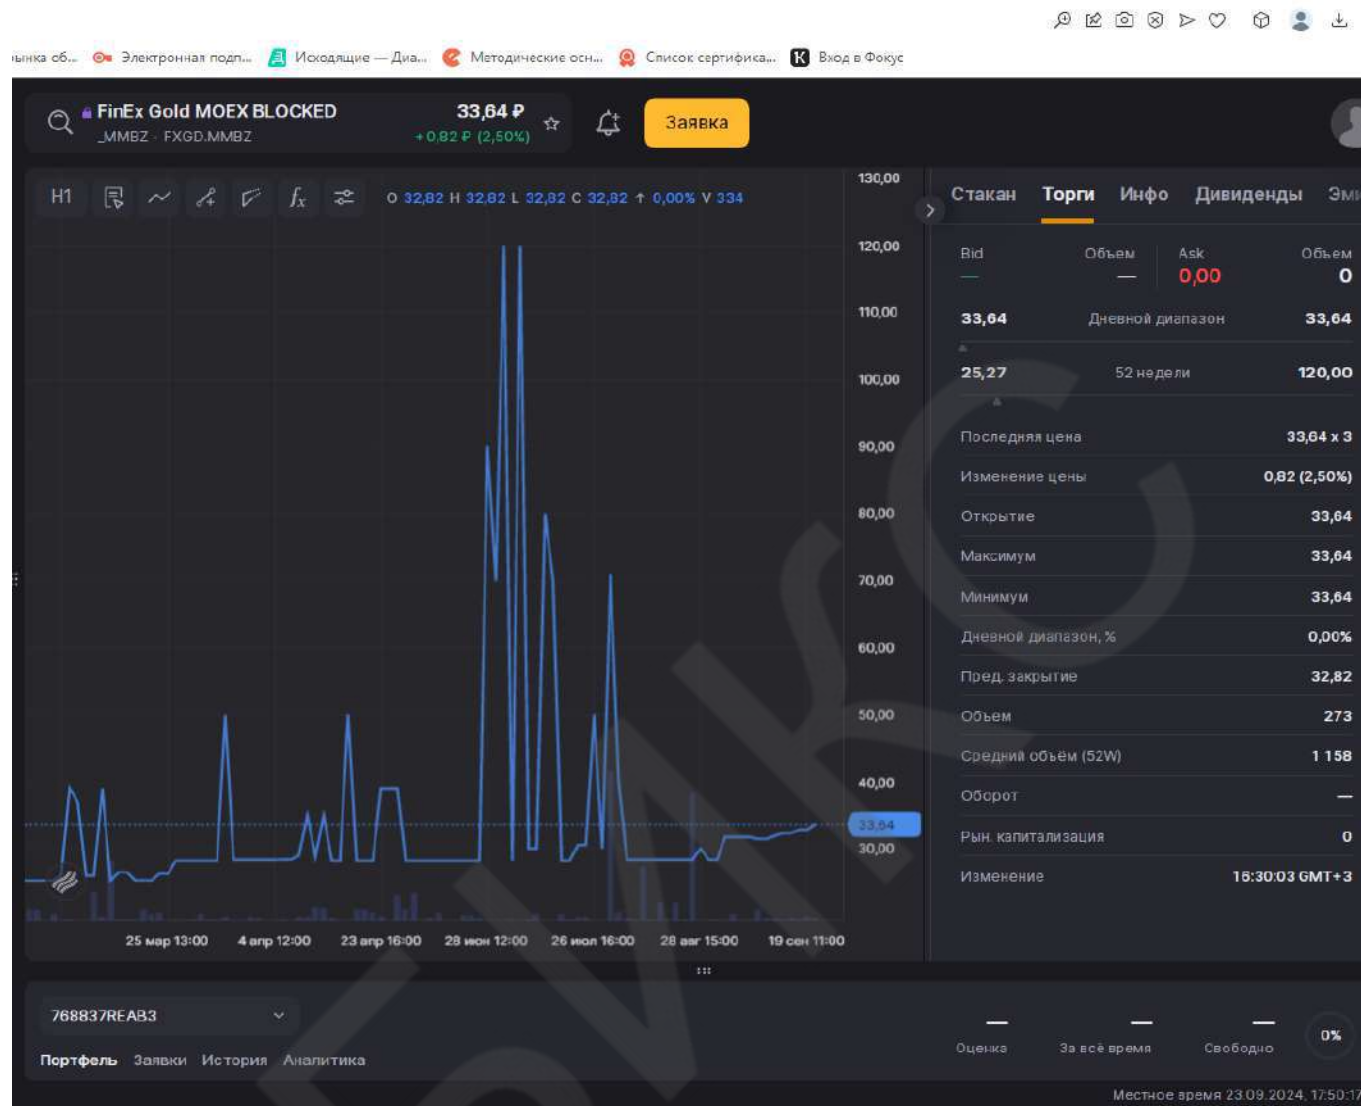 ынка об... Электронная подп... Исходящие — Диа... Методические осн... Список сертифика... Вход в Фокус
FinEx Gold MOEX BLOCKED 33,64 ₽
_MMBZ · FXGD.MMBZ +0,82 ₽ (2,50%)
Заявка
H1 fx O 32,82 H 32,82 L 32,82 C 32,82 ↑ 0,00% V 334
130,00
120,00
110,00
100,00
90,00
80,00
70,00
60,00
50,00
40,00
33,64
30,00
25 мар 13:00 4 апр 12:00 23 апр 16:00 28 июн 12:00 26 июл 16:00 28 авг 15:00 19 сен 11:00
Стакан Торги Инфо Дивиденды Эми
Bid Объем Ask Объем
— — 0,00 0
33,64 Дневной диапазон 33,64
25,27 52 недели 120,00
Последняя цена 33,64 x 3
Изменение цены 0,82 (2,50%)
Открытие 33,64
Максимум 33,64
Минимум 33,64
Дневной диапазон, % 0,00%
Пред. закрытие 32,82
Объем 273
Средний объём (52W) 1 158
Оборот —
Рын. капитализация 0
Изменение 16:30:03 GMT+3
768837REAB3
Портфель Заявки История Аналитика
— — —
Оценка За всё время Свободно 0%
Местное время 23.09.2024, 17:50:17
БИКС